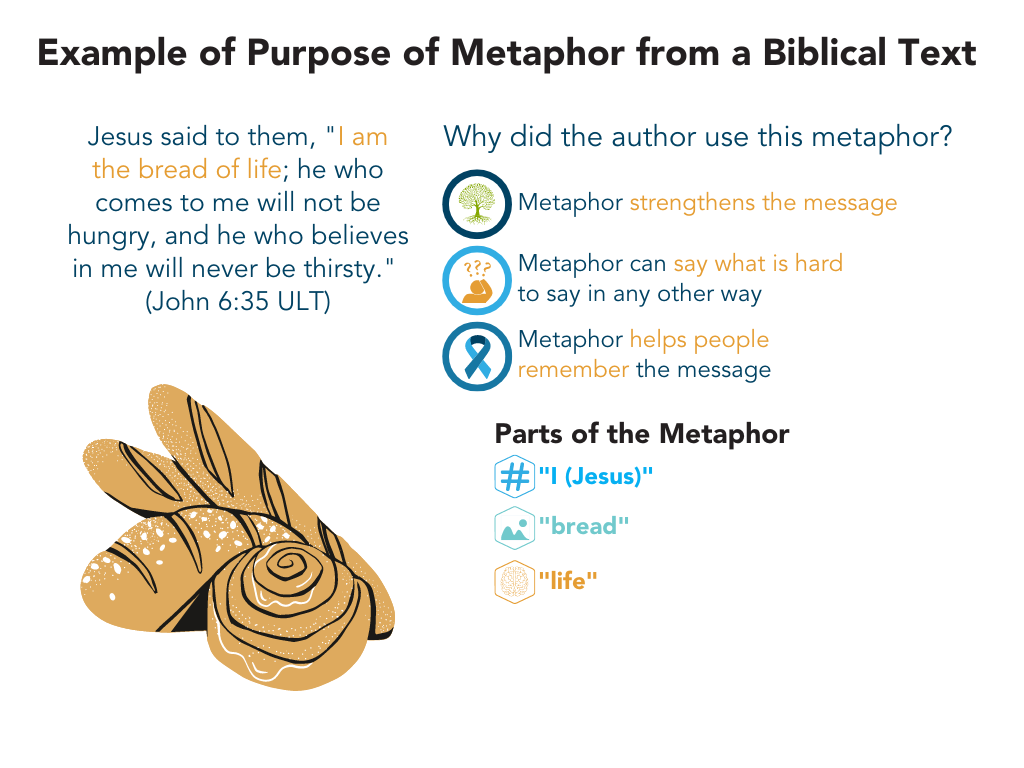 Example of Purpose of Metaphor from a Biblical Text
Jesus said to them, "I am
the bread of life; he who
comes to me will not be
hungry, and he who believes
in me will never be thirsty."
(John 6:35 ULT)
Why did the author use this metaphor?
Metaphor strengthens the message
???
Metaphor can say what is hard
to say in any other way
Metaphor helps people
remember the message
Parts of the Metaphor
# "I (Jesus)"
"bread"
"life"